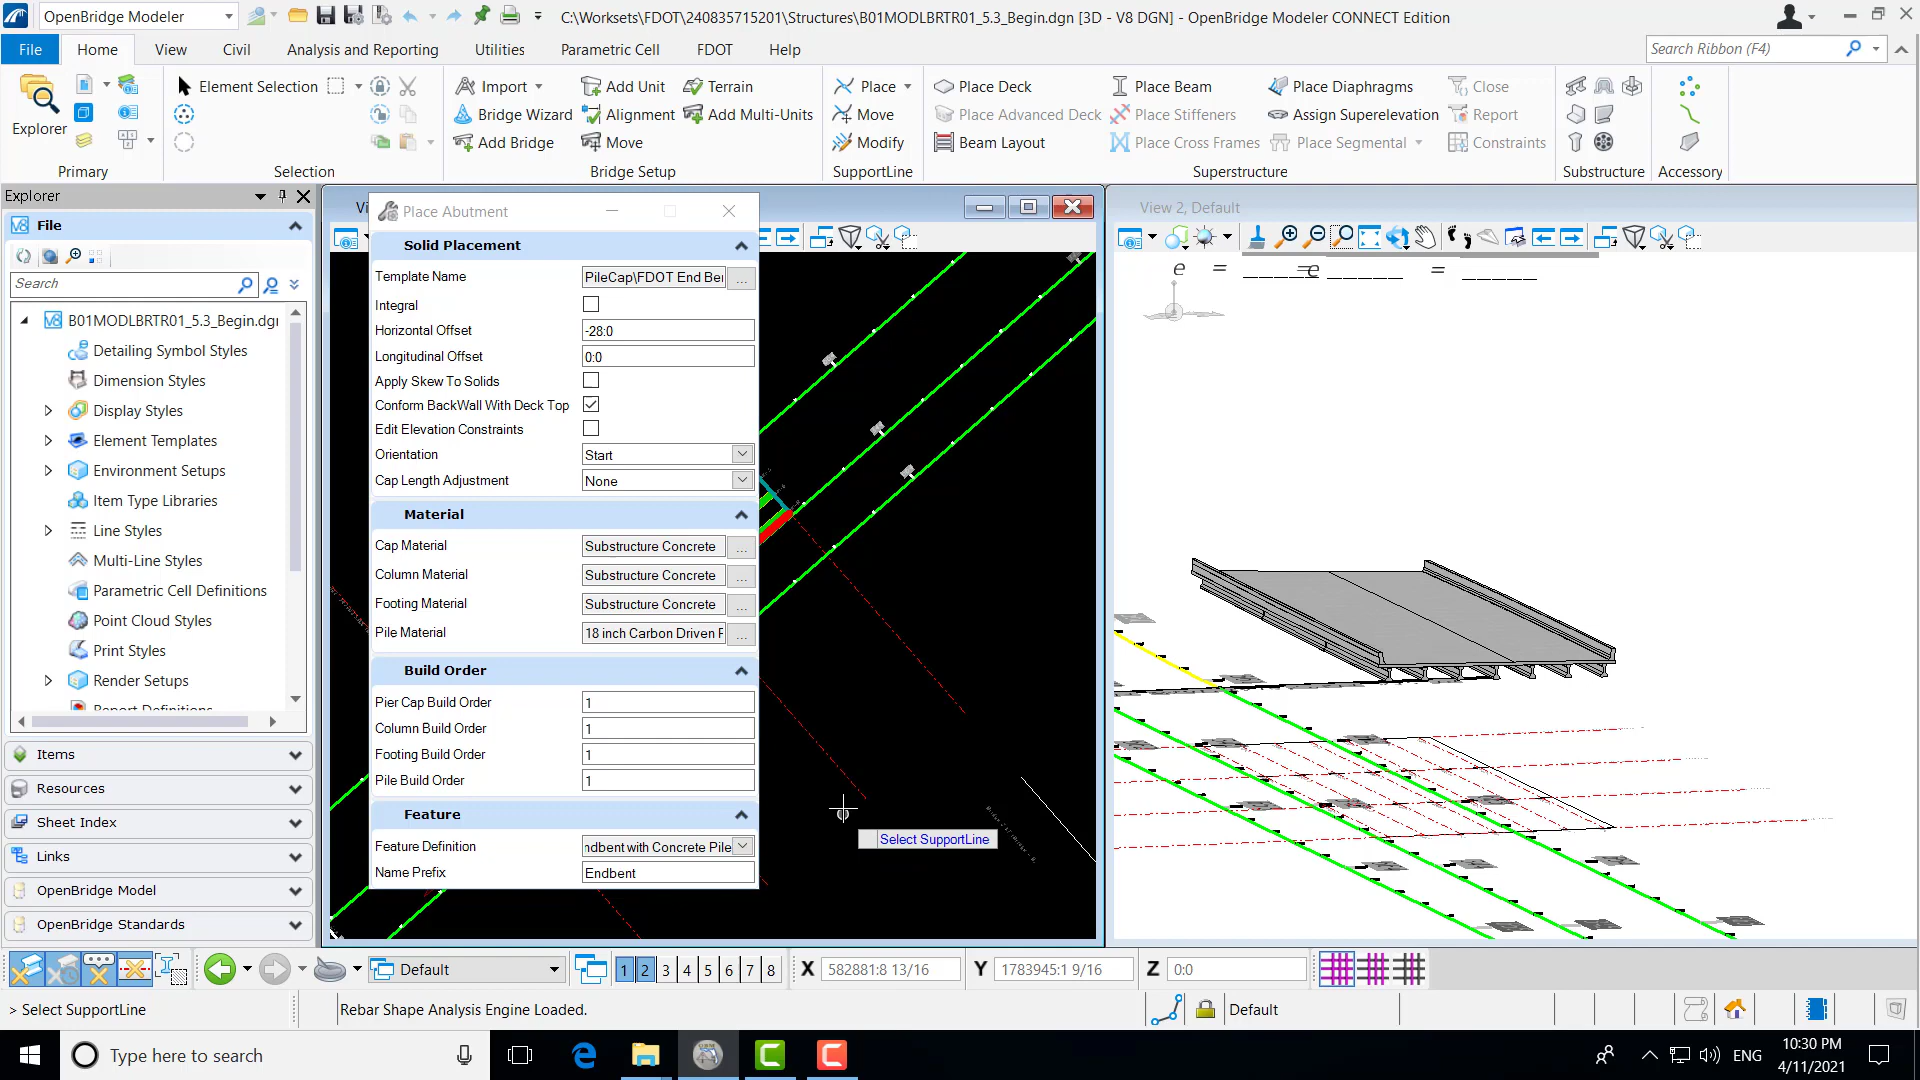 OpenBridge Modeler
C:\Worksets\FDOT\240835715201\Structures\B01MODLBRTR01_5.3_Begin.dgn [3D - V8 DGN] - OpenBridge Modeler CONNECT Edition
File Home View Civil Analysis and Reporting Utilities Parametric Cell FDOT Help
Search Ribbon (F4)
Explorer
Primary
Element Selection
Selection
Import
Bridge Wizard
Add Bridge
Add Unit
Alignment
Move
Terrain
Add Multi-Units
Bridge Setup
Place
Move
Modify
SupportLine
Place Deck
Place Advanced Deck
Beam Layout
Place Beam
Place Stiffeners
Place Cross Frames
Place Diaphragms
Assign Superelevation
Place Segmental
Close
Report
Constraints
Superstructure
Substructure
Accessory
Explorer
File
Search
B01MODLBRTR01_5.3_Begin.dgn
Detailing Symbol Styles
Dimension Styles
Display Styles
Element Templates
Environment Setups
Item Type Libraries
Line Styles
Multi-Line Styles
Parametric Cell Definitions
Point Cloud Styles
Print Styles
Render Setups
Report Definitions
Items
Resources
Sheet Index
Links
OpenBridge Model
OpenBridge Standards
Place Abutment
Solid Placement
Template Name PileCap\FDOT End Ber
Integral
Horizontal Offset -28:0
Longitudinal Offset 0:0
Apply Skew To Solids
Conform BackWall With Deck Top
Edit Elevation Constraints
Orientation Start
Cap Length Adjustment None
Material
Cap Material Substructure Concrete
Column Material Substructure Concrete
Footing Material Substructure Concrete
Pile Material 18 inch Carbon Driven P
Build Order
Pier Cap Build Order 1
Column Build Order 1
Footing Build Order 1
Pile Build Order 1
Feature
Feature Definition ndbent with Concrete Pile
Name Prefix Endbent
Select SupportLine
View 2, Default
e = _____=e _____ = _____
Default
1 2 3 4 5 6 7 8
X 582881:8 13/16
Y 1783945:1 9/16
Z 0:0
> Select SupportLine
Rebar Shape Analysis Engine Loaded.
Default
Type here to search
ENG
10:30 PM
4/11/2021